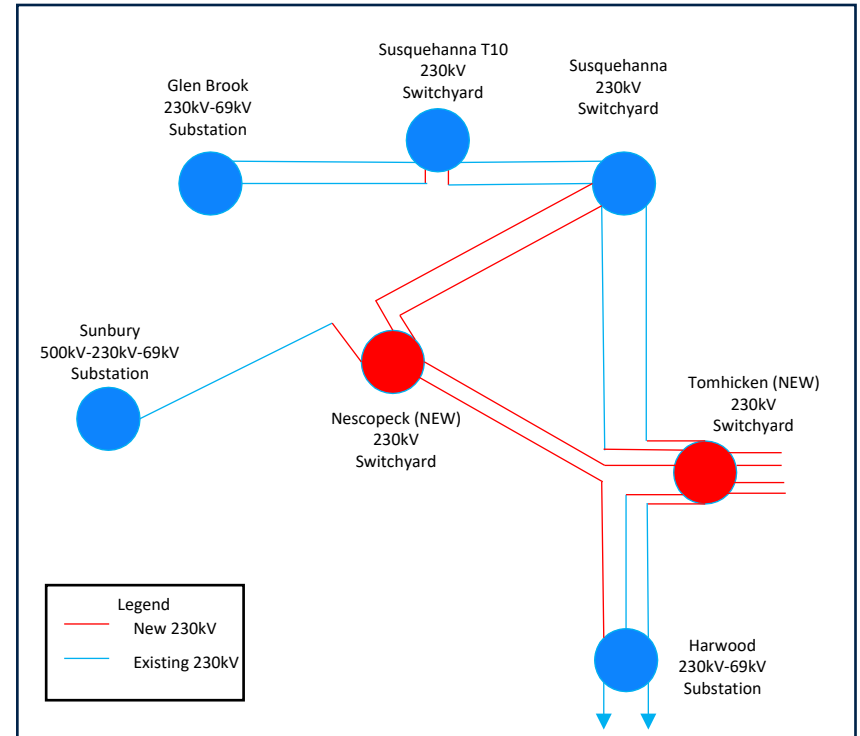 Susquehanna T10
230kV
Switchyard
Susquehanna
230kV
Switchyard
Glen Brook
230kV-69kV
Substation
Sunbury
500kV-230kV-69kV
Substation
Nescopeck (NEW)
230kV
Switchyard
Tomhicken (NEW)
230kV
Switchyard
Legend
New 230kV
Existing 230kV
Harwood
230kV-69kV
Substation